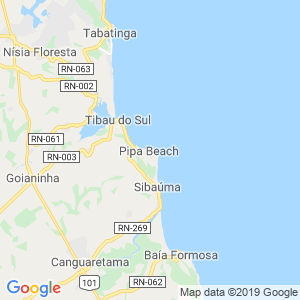 Tabatinga
Nísia Floresta
RN-063
RN-002
Tibau do Sul
RN-061
Pipa Beach
RN-003
Goianinha
Sibaúma
RN-269
Baía Formosa
Canguaretama
101
RN-062
Google
Map data ©2019 Google